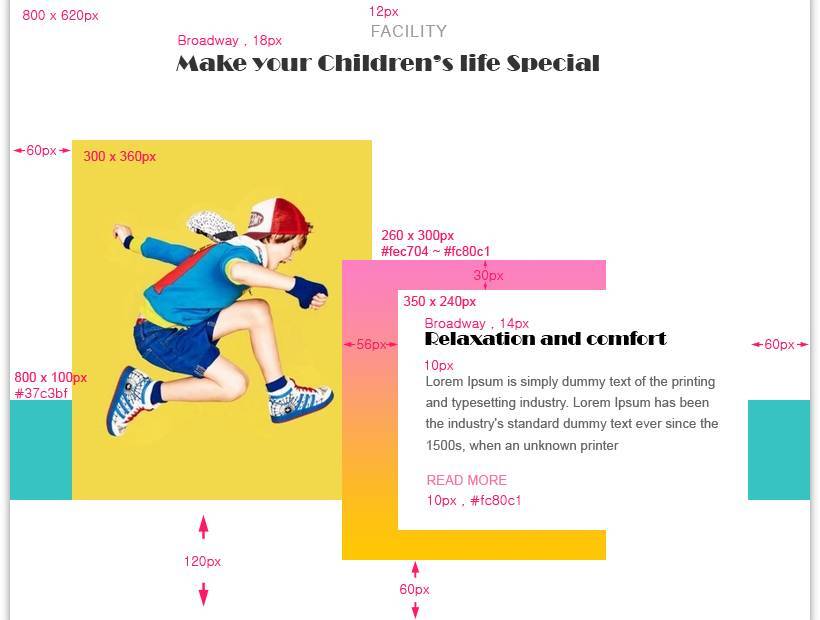 800 x 620px
12px
FACILITY
Broadway , 18px
Make your Children's life Special
60px
300 x 360px
260 x 300px
#fec704 ~ #fc80c1
30px
350 x 240px
Broadway , 14px
Relaxation and comfort
56px
60px
10px
800 x 100px
#37c3bf
Lorem Ipsum is simply dummy text of the printing
and typesetting industry. Lorem Ipsum has been
the industry's standard dummy text ever since the
1500s, when an unknown printer
READ MORE
10px , #fc80c1
120px
60px